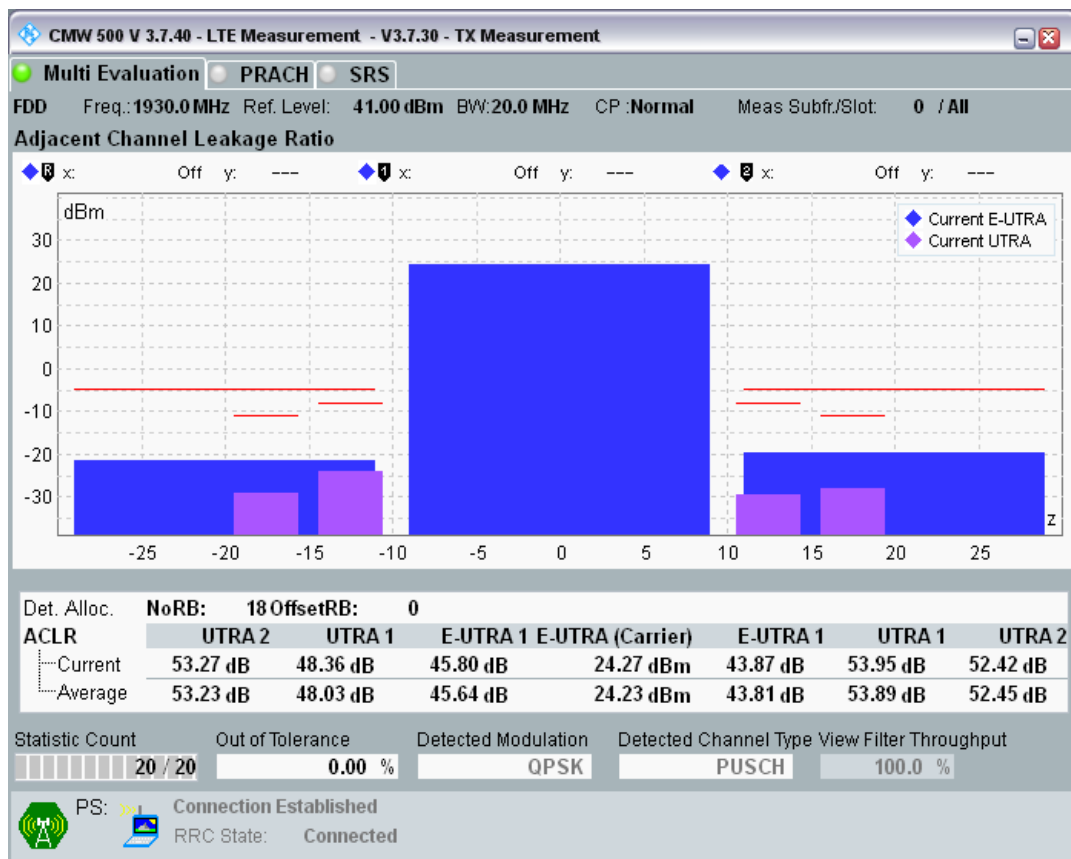 CMW 500 V 3.7.40 - LTE Measurement - V3.7.30 - TX Measurement
Multi Evaluation PRACH SRS
FDD Freq.:1930.0 MHz Ref. Level: 41.00 dBm BW:20.0 MHz CP :Normal Meas Subfr./Slot: 0 / All
Adjacent Channel Leakage Ratio
R x: Off y: --- 1 x: Off y: --- 2 x: Off y: ---
dBm
Current E-UTRA
Current UTRA
30
20
10
0
-10
-20
-30
z
-25 -20 -15 -10 -5 0 5 10 15 20 25
Det. Alloc. NoRB: 18 OffsetRB: 0
ACLR UTRA 2 UTRA 1 E-UTRA 1 E-UTRA (Carrier) E-UTRA 1 UTRA 1 UTRA 2
Current 53.27 dB 48.36 dB 45.80 dB 24.27 dBm 43.87 dB 53.95 dB 52.42 dB
Average 53.23 dB 48.03 dB 45.64 dB 24.23 dBm 43.81 dB 53.89 dB 52.45 dB
Statistic Count Out of Tolerance Detected Modulation Detected Channel Type View Filter Throughput
20 / 20 0.00 % QPSK PUSCH 100.0 %
PS: Connection Established
RRC State: Connected